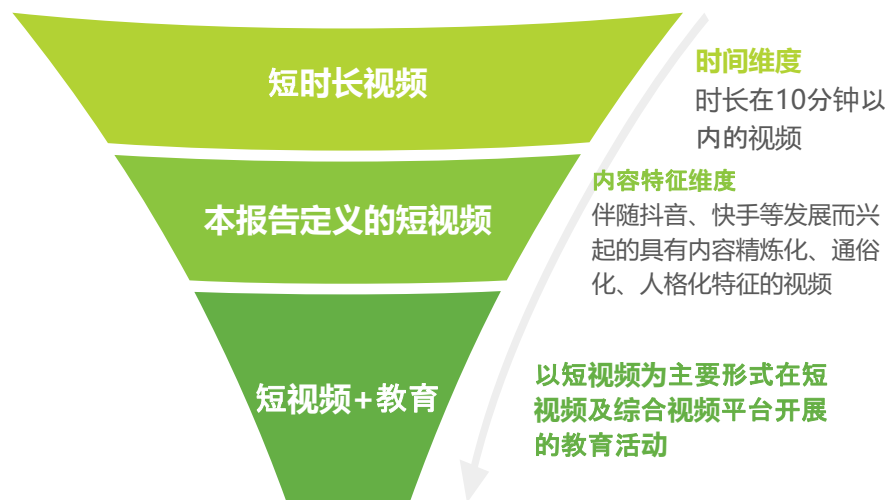 短时长视频
时间维度
时长在10分钟以
内的视频
本报告定义的短视频
内容特征维度
伴随抖音、快手等发展而兴
起的具有内容精炼化、通俗
化、人格化特征的视频
短视频+教育
以短视频为主要形式在短
视频及综合视频平台开展
的教育活动